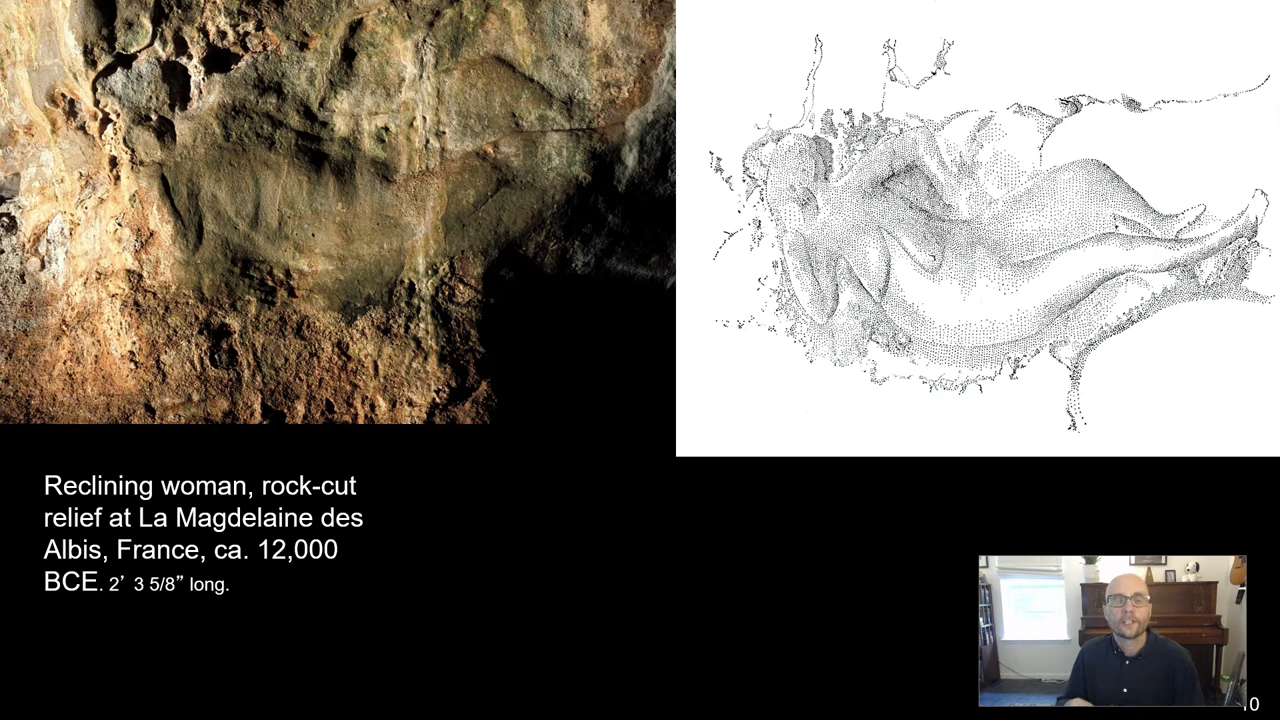 Reclining woman, rock-cut
relief at La Magdelaine des
Albis, France, ca. 12,000
BCE. 2’ 3 5/8” long.